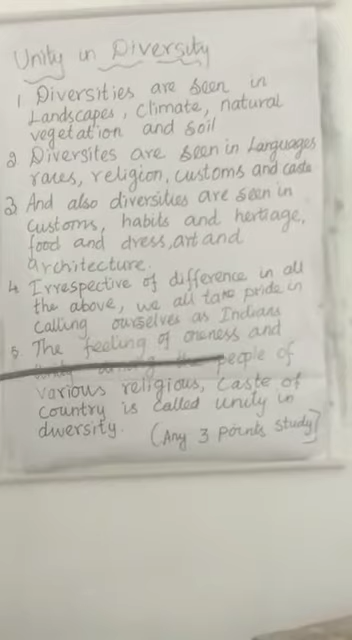 Unity in Diversity
1 Diversities are seen in
Landscapes, climate, natural
vegetation and soil
2 Diversites are seen in Languages
races, religion, customs and caste
3 And also diversities are seen in
customs, habits and hertiage,
food and dress, art and
architecture.
4 Irrespective of difference in all
the above, we all take pride in
calling ourselves as Indians
5. The feeling of oneness and
unity among the people of
various religious, caste of
country is called unity in
diversity.
(Any 3 points study)